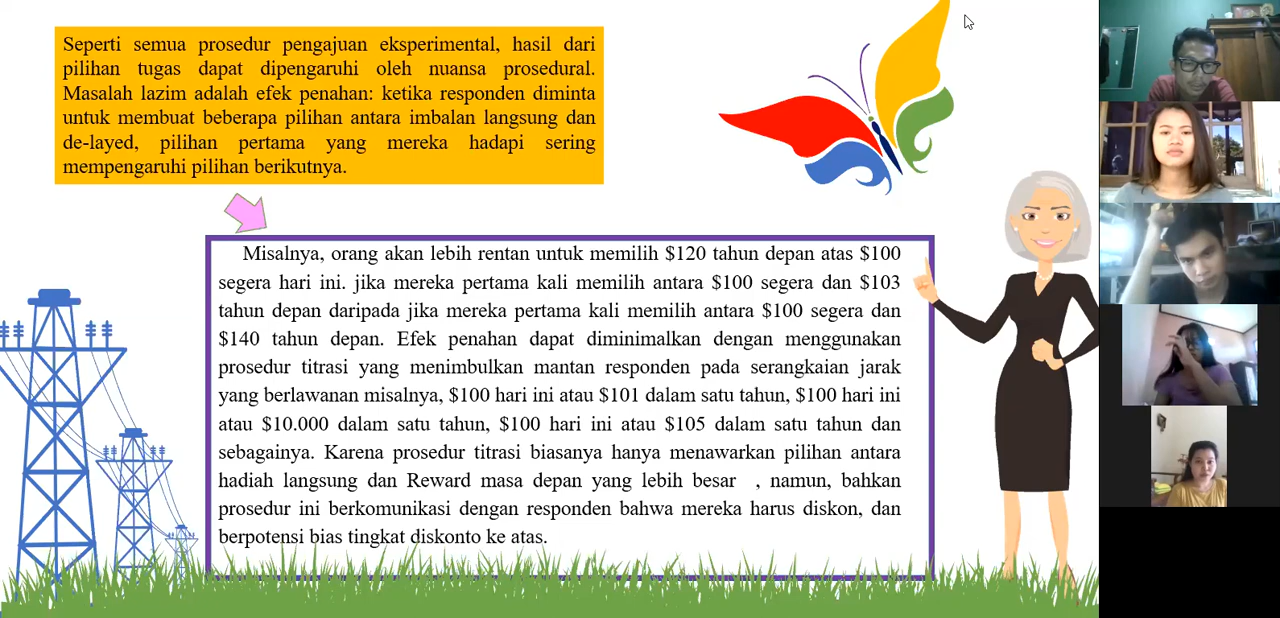 Seperti semua prosedur pengajuan eksperimental, hasil dari
pilihan tugas dapat dipengaruhi oleh nuansa prosedural.
Masalah lazim adalah efek penahan: ketika responden diminta
untuk membuat beberapa pilihan antara imbalan langsung dan
de-layed, pilihan pertama yang mereka hadapi sering
mempengaruhi pilihan berikutnya.
Misalnya, orang akan lebih rentan untuk memilih $120 tahun depan atas $100
segera hari ini. jika mereka pertama kali memilih antara $100 segera dan $103
tahun depan daripada jika mereka pertama kali memilih antara $100 segera dan
$140 tahun depan. Efek penahan dapat diminimalkan dengan menggunakan
prosedur titrasi yang menimbulkan mantan responden pada serangkaian jarak
yang berlawanan misalnya, $100 hari ini atau $101 dalam satu tahun, $100 hari ini
atau $10.000 dalam satu tahun, $100 hari ini atau $105 dalam satu tahun dan
sebagainya. Karena prosedur titrasi biasanya hanya menawarkan pilihan antara
hadiah langsung dan Reward masa depan yang lebih besar , namun, bahkan
prosedur ini berkomunikasi dengan responden bahwa mereka harus diskon, dan
berpotensi bias tingkat diskonto ke atas.